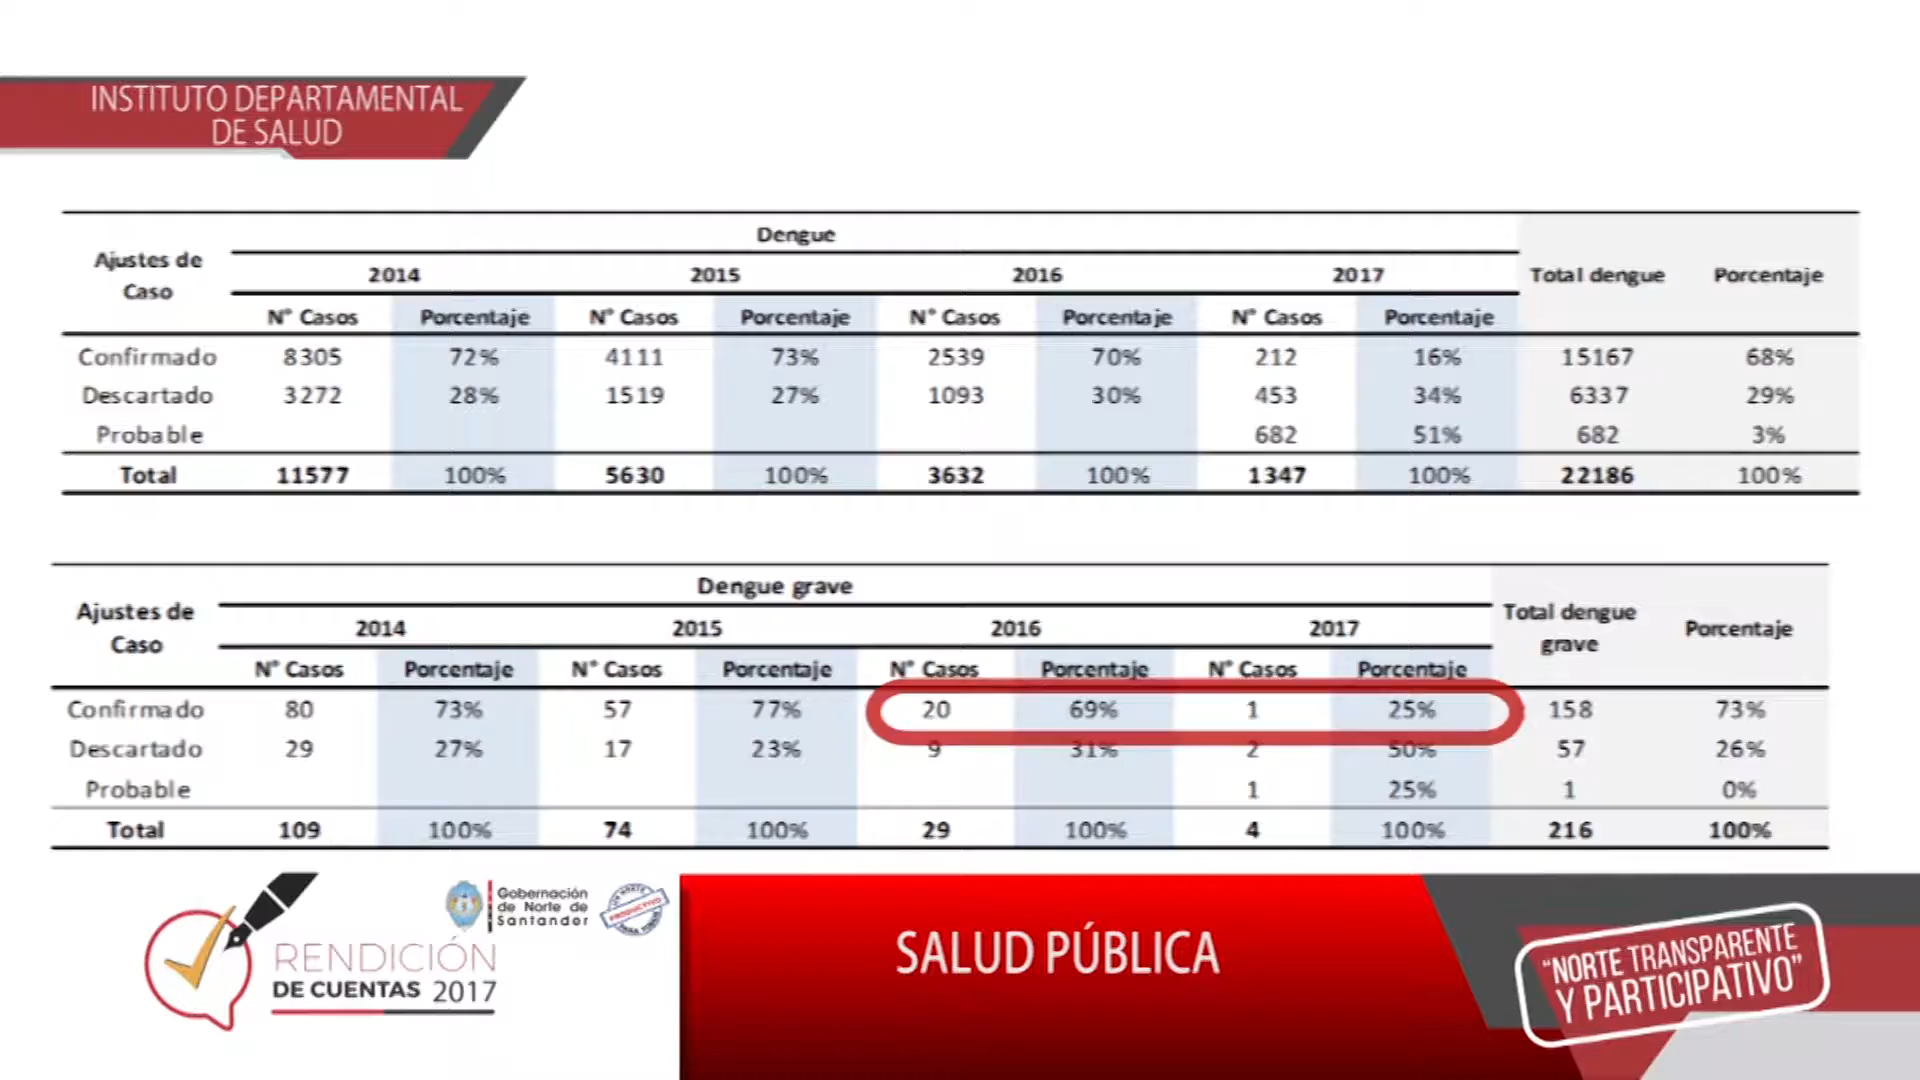 INSTITUTO DEPARTAMENTAL
DE SALUD
Dengue
Ajustes de
Caso
2014 2015 2016 2017 Total dengue Porcentaje
N° Casos Porcentaje N° Casos Porcentaje N° Casos Porcentaje N° Casos Porcentaje
Confirmado 8305 72% 4111 73% 2539 70% 212 16% 15167 68%
Descartado 3272 28% 1519 27% 1093 30% 453 34% 6337 29%
Probable 682 51% 682 3%
Total 11577 100% 5630 100% 3632 100% 1347 100% 22186 100%
Dengue grave
Ajustes de
Caso
2014 2015 2016 2017
Total dengue
grave
Porcentaje
N° Casos Porcentaje N° Casos Porcentaje N° Casos Porcentaje N° Casos Porcentaje
Confirmado 80 73% 57 77% 20 69% 1 25% 158 73%
Descartado 29 27% 17 23% 9 31% 2 50% 57 26%
Probable 1 25% 1 0%
Total 109 100% 74 100% 29 100% 4 100% 216 100%
Gobernación
de Norte de
Santander
UN NORTE
PRODUCTIVO
PARA TODOS
RENDICIÓN
DE CUENTAS 2017
SALUD PÚBLICA
“NORTE TRANSPARENTE
Y PARTICIPATIVO”